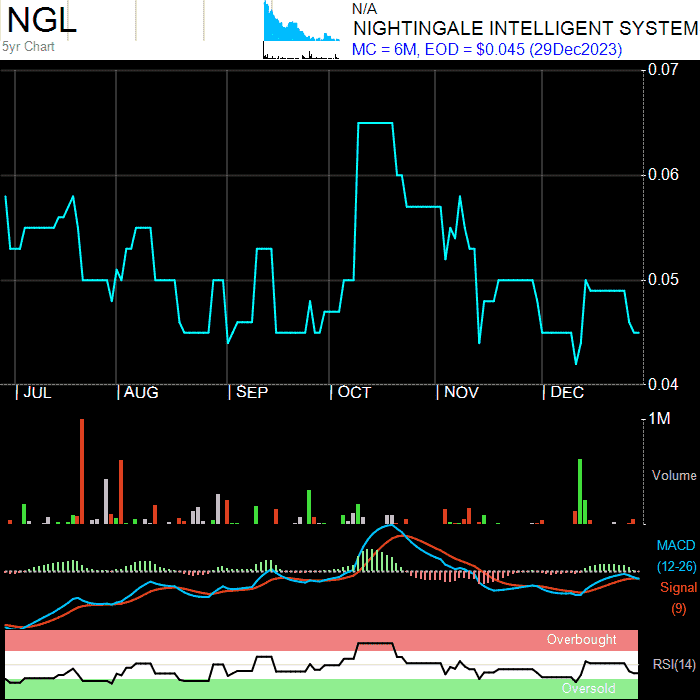 NGL
5yr Chart
N/A
NIGHTINGALE INTELLIGENT SYSTEM
MC = 6M, EOD = $0.045 (29Dec2023)
0.07
0.06
0.05
0.04
JUL AUG SEP OCT NOV DEC
1M
Volume
MACD
(12-26)
Signal
(9)
Overbought
RSI(14)
Oversold